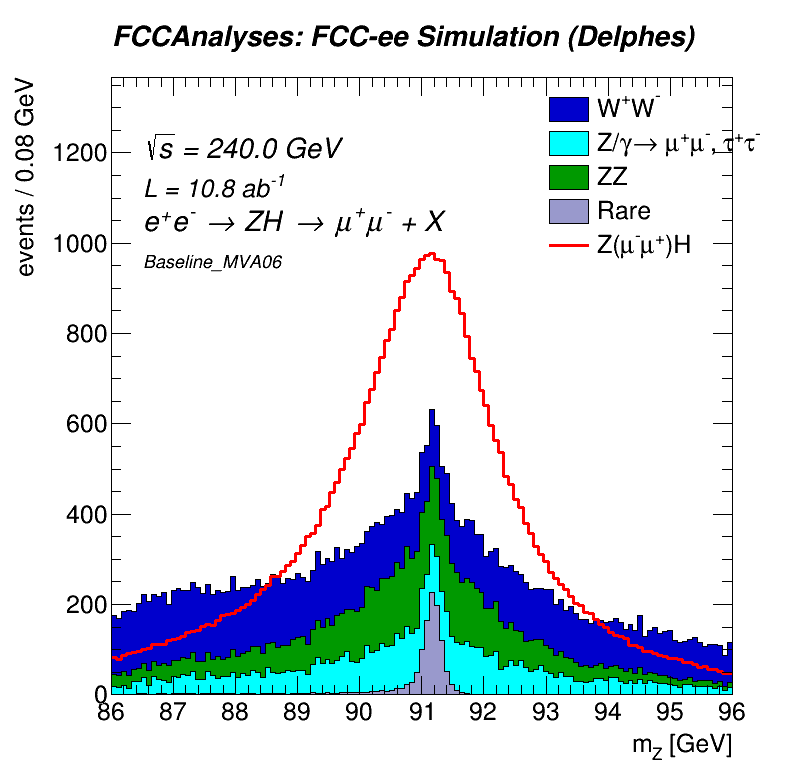 FCCAnalyses: FCC-ee Simulation (Delphes)
events / 0.08 GeV
√s = 240.0 GeV
L = 10.8 ab⁻¹
e⁺e⁻ → ZH → μ⁺μ⁻ + X
Baseline_MVA06
W⁺W⁻
Z/γ→ μ⁺μ⁻, τ⁺τ⁻
ZZ
Rare
Z(μ⁻μ⁺)H
1200
1000
800
600
400
200
0
86 87 88 89 90 91 92 93 94 95 96
m_Z [GeV]